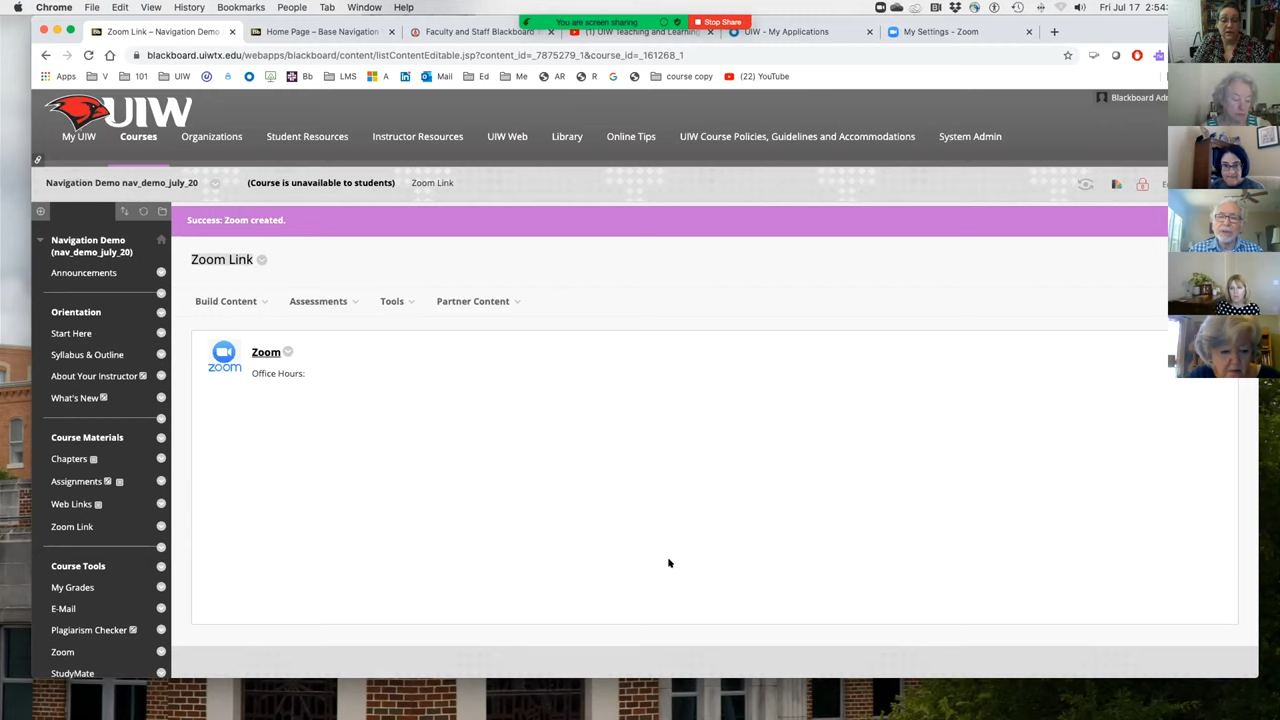 Chrome File Edit View History Bookmarks People Tab Window Help
Fri Jul 17 2:54
You are screen sharing Stop Share
Zoom Link – Navigation Demo
Home Page – Base Navigation
Faculty and Staff Blackboard
(1) UIW Teaching and Learning
UIW - My Applications
My Settings - Zoom
blackboard.uiwtx.edu/webapps/blackboard/content/listContentEditable.jsp?content_id=_7875279_1&course_id=_161268_1
Apps V 101 UIW Bb LMS A Mail Ed Me AR R course copy (22) YouTube
UIW
Blackboard Adm
My UIW Courses Organizations Student Resources Instructor Resources UIW Web Library Online Tips UIW Course Policies, Guidelines and Accommodations System Admin
Navigation Demo nav_demo_july_20 (Course is unavailable to students) Zoom Link
Success: Zoom created.
Navigation Demo
(nav_demo_july_20)
Announcements
Orientation
Start Here
Syllabus & Outline
About Your Instructor
What's New
Course Materials
Chapters
Assignments
Web Links
Zoom Link
Course Tools
My Grades
E-Mail
Plagiarism Checker
Zoom
StudyMate
Zoom Link
Build Content Assessments Tools Partner Content
zoom
Zoom
Office Hours: